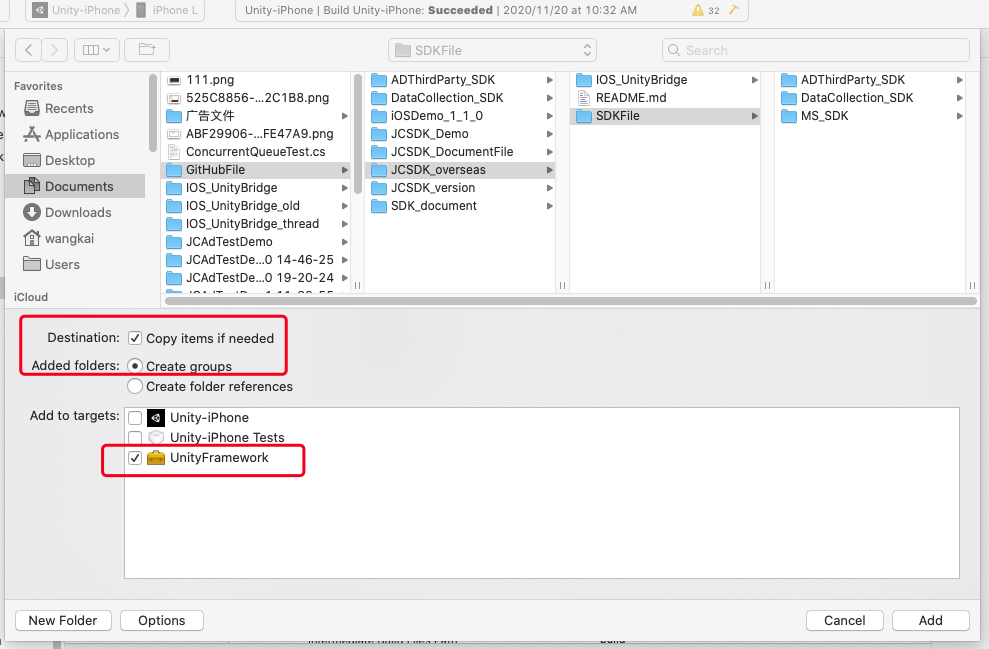 Unity-iPhone
iPhone L
Unity-iPhone | Build Unity-iPhone: Succeeded | 2020/11/20 at 10:32 AM
32
SDKFile
Search
Favorites
Recents
Applications
Desktop
Documents
Downloads
wangkai
Users
iCloud
111.png
525C8856-...2C1B8.png
广告文件
ABF29906-...FE47A9.png
ConcurrentQueueTest.cs
GitHubFile
IOS_UnityBridge
IOS_UnityBridge_old
IOS_UnityBridge_thread
JCAdTestDemo
JCAdTestDe...0 14-46-25
JCAdTestDe...0 19-20-24
ADThirdParty_SDK
DataCollection_SDK
iOSDemo_1_1_0
JCSDK_Demo
JCSDK_DocumentFile
JCSDK_overseas
JCSDK_version
SDK_document
IOS_UnityBridge
README.md
SDKFile
ADThirdParty_SDK
DataCollection_SDK
MS_SDK
Destination: Copy items if needed
Added folders: Create groups
Create folder references
Add to targets: Unity-iPhone
Unity-iPhone Tests
UnityFramework
New Folder
Options
Cancel
Add